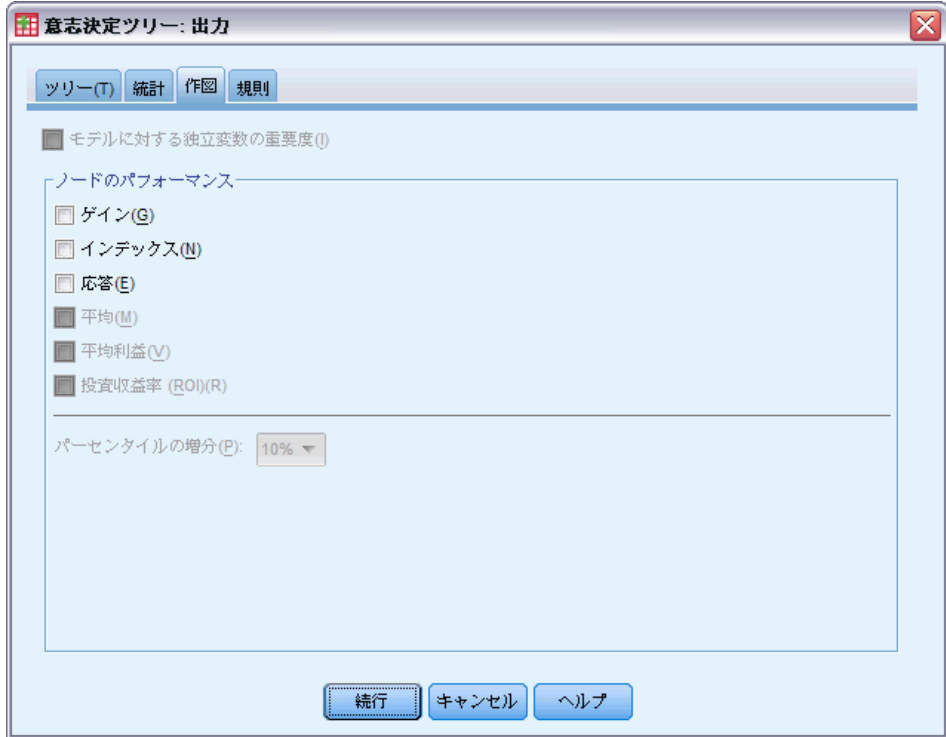 意志決定ツリー: 出力
ツリー(T) 統計 作図 規則
モデルに対する独立変数の重要度(I)
ノードのパフォーマンス
ゲイン(G)
インデックス(N)
応答(E)
平均(M)
平均利益(V)
投資収益率 (ROI)(R)
パーセンタイルの増分(P): 10%
続行 キャンセル ヘルプ